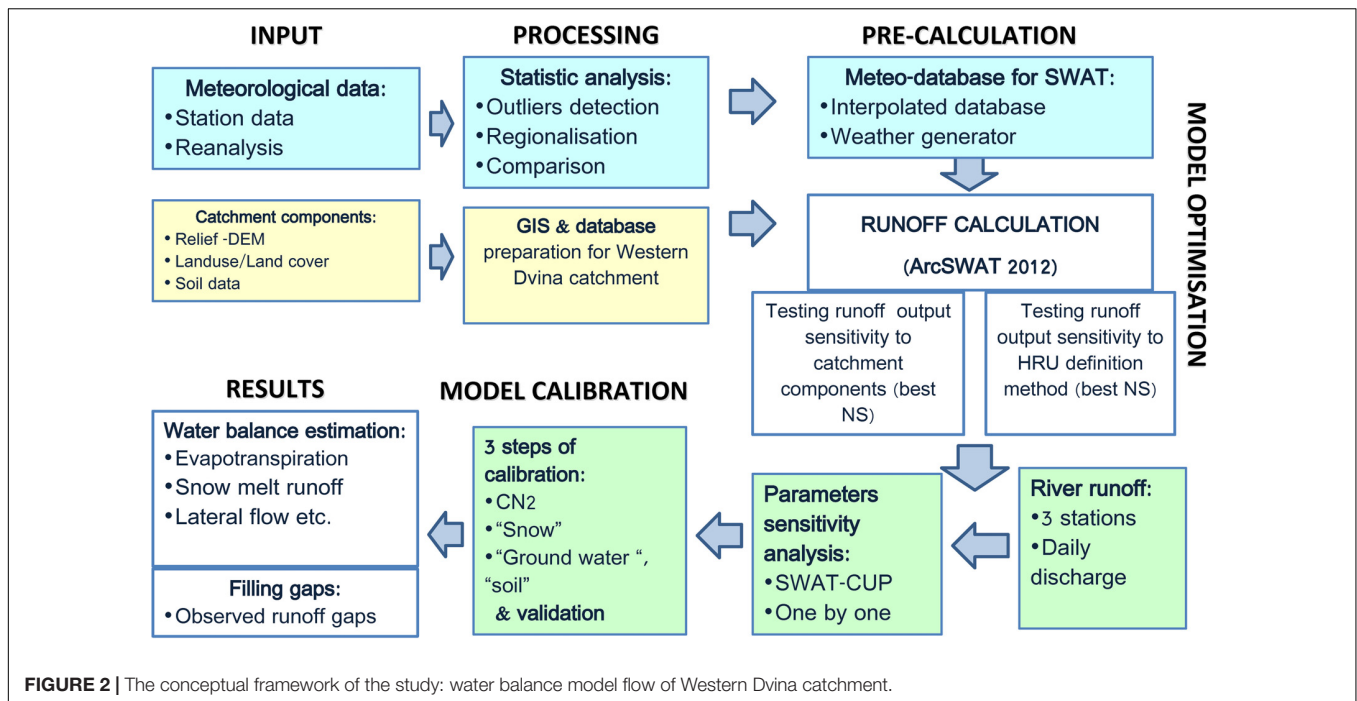 INPUT
PROCESSING
PRE-CALCULATION
Meteorological data:
•Station data
•Reanalysis
Statistic analysis:
•Outliers detection
•Regionalisation
•Comparison
Meteo-database for SWAT:
•Interpolated database
•Weather generator
MODEL OPTIMISATION
Catchment components:
• Relief -DEM
• Landuse/Land cover
• Soil data
GIS & database
preparation for Western
Dvina catchment
RUNOFF CALCULATION
(ArcSWAT 2012)
Testing runoff output
sensitivity to
catchment
components (best
NS)
Testing runoff
output sensitivity to
HRU definition
method (best NS)
RESULTS
MODEL CALIBRATION
Water balance estimation:
•Evapotranspiration
•Snow melt runoff
•Lateral flow etc.
Filling gaps:
•Observed runoff gaps
3 steps of
calibration:
•CN2
•“Snow”
•“Ground water “,
“soil”
& validation
Parameters
sensitivity
analysis:
•SWAT-CUP
•One by one
River runoff:
•3 stations
•Daily
discharge
FIGURE 2 | The conceptual framework of the study: water balance model flow of Western Dvina catchment.